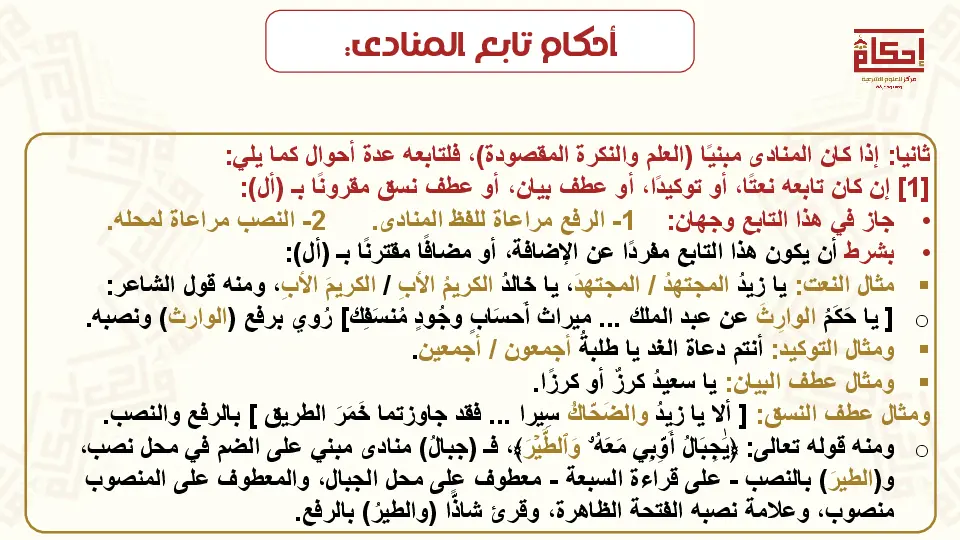 أحكام تابع المنادى:
إحكام
مركز للعلوم الشرعية
ثانيا: إذا كان المنادى مبنيًا (العلم والنكرة المقصودة)، فلتابعه عدة أحوال كما يلي:
[1] إن كان تابعه نعتًا، أو توكيدًا، أو عطف بيان، أو عطف نسق مقرونًا بـ (أل):
• جاز في هذا التابع وجهان: 1- الرفع مراعاة للفظ المنادى. 2- النصب مراعاة لمحله.
• بشرط أن يكون هذا التابع مفردًا عن الإضافة، أو مضافًا مقترنًا بـ (أل):
▪ مثال النعت: يا زيدُ المجتهدُ / المجتهدَ، يا خالدُ الكريمُ الأبِ / الكريمَ الأبِ، ومنه قول الشاعر:
o [ يا حَكَمُ الوارِثَ عن عبد الملك ... ميراث أحسَابٍ وجُودٍ مُنسَفِك] رُوي برفع (الوارث) ونصبه.
▪ ومثال التوكيد: أنتم دعاة الغد يا طلبةُ أجمعون / أجمعين.
▪ ومثال عطف البيان: يا سعيدُ كرزٌ أو كرزًا.
ومثال عطف النسق: [ ألا يا زيدُ والضَحّاكُ سيرا ... فقد جاوزتما خَمَرَ الطريق ] بالرفع والنصب.
o ومنه قوله تعالى: ﴿يَٰجِبَالُ أَوِّبِي مَعَهُۥ وَٱلطَّيۡرَ﴾، فـ (جبالُ) منادى مبني على الضم في محل نصب،
و(الطيرَ) بالنصب - على قراءة السبعة - معطوف على محل الجبال، والمعطوف على المنصوب
منصوب، وعلامة نصبه الفتحة الظاهرة، وقرئ شاذًّا (والطيرُ) بالرفع.